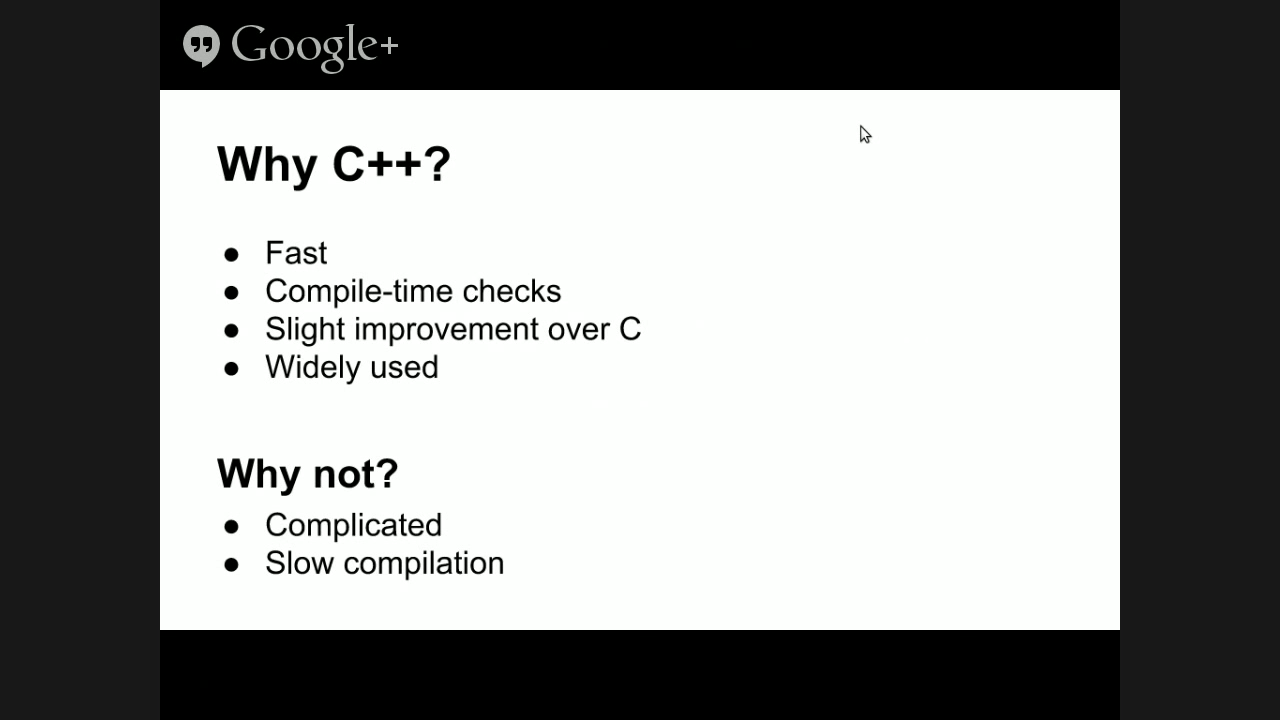 Google+
Why C++?
● Fast
● Compile-time checks
● Slight improvement over C
● Widely used
Why not?
● Complicated
● Slow compilation